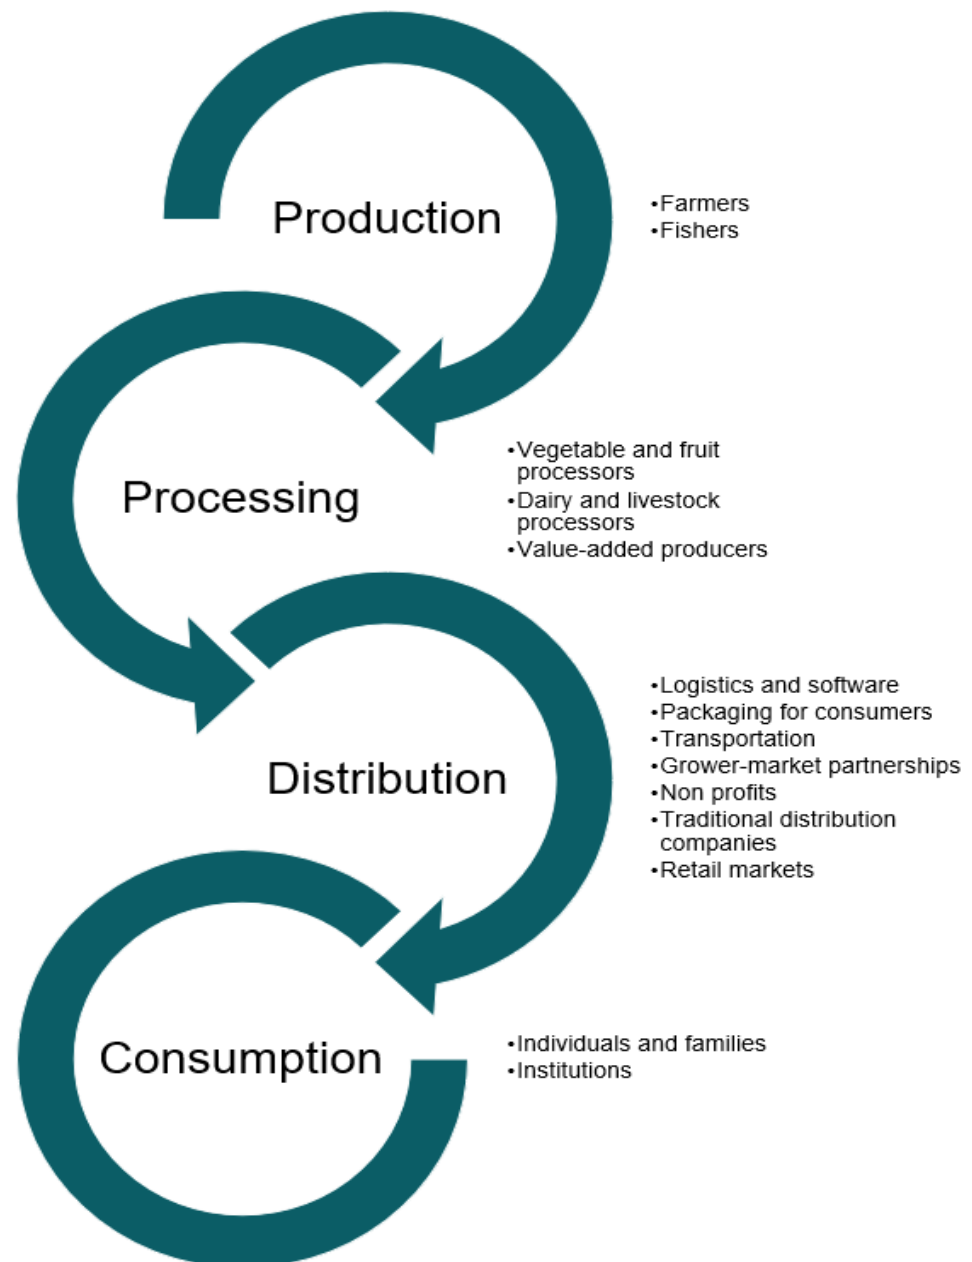 Production
•Farmers
•Fishers
Processing
•Vegetable and fruit
processors
•Dairy and livestock
processors
•Value-added producers
Distribution
•Logistics and software
•Packaging for consumers
•Transportation
•Grower-market partnerships
•Non profits
•Traditional distribution
companies
•Retail markets
Consumption
•Individuals and families
•Institutions